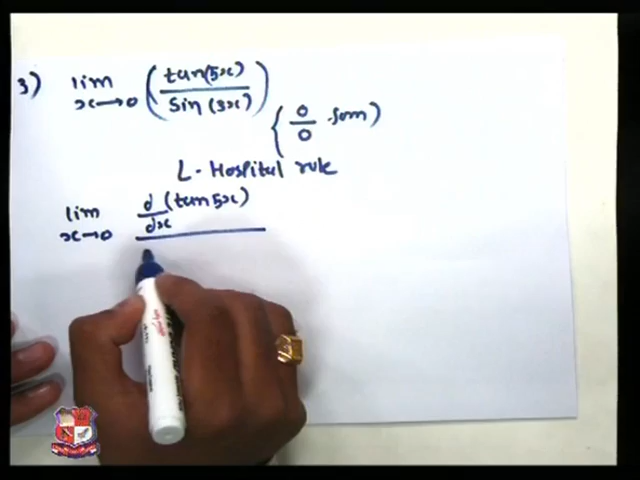 3) lim x→0 (tan(5x) / sin(3x))
{ 0/0 form )
L - Hospital rule
lim x→0 d/dx (tan 5x)